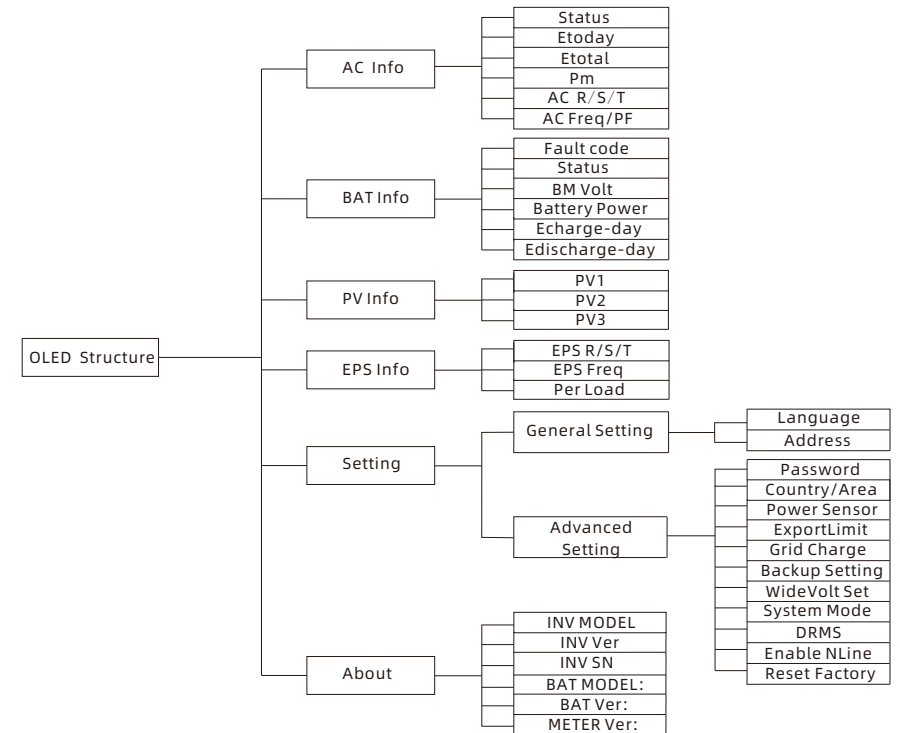 OLED Structure
AC Info
Status
Etoday
Etotal
Pm
AC R/S/T
AC Freq/PF
BAT Info
Fault code
Status
BM Volt
Battery Power
Echarge-day
Edischarge-day
PV Info
PV1
PV2
PV3
EPS Info
EPS R/S/T
EPS Freq
Per Load
Setting
General Setting
Language
Address
Advanced
Setting
Password
Country/Area
Power Sensor
ExportLimit
Grid Charge
Backup Setting
WideVolt Set
System Mode
DRMS
Enable NLine
Reset Factory
About
INV MODEL
INV Ver
INV SN
BAT MODEL:
BAT Ver:
METER Ver: